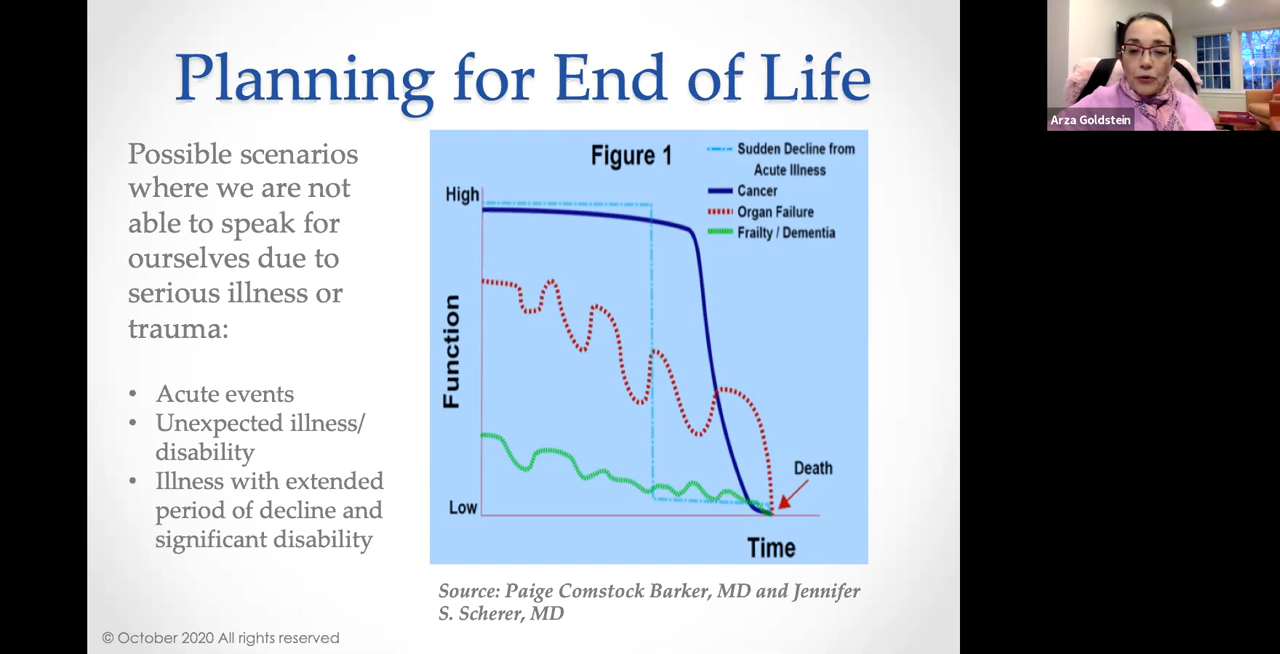 Planning for End of Life
Possible scenarios
where we are not
able to speak for
ourselves due to
serious illness or
trauma:
• Acute events
• Unexpected illness/
disability
• Illness with extended
period of decline and
significant disability
Figure 1
Sudden Decline from
Acute Illness
Cancer
Organ Failure
Frailty / Dementia
High
Function
Low
Death
Time
Source: Paige Comstock Barker, MD and Jennifer
S. Scherer, MD
© October 2020 All rights reserved
Arza Goldstein